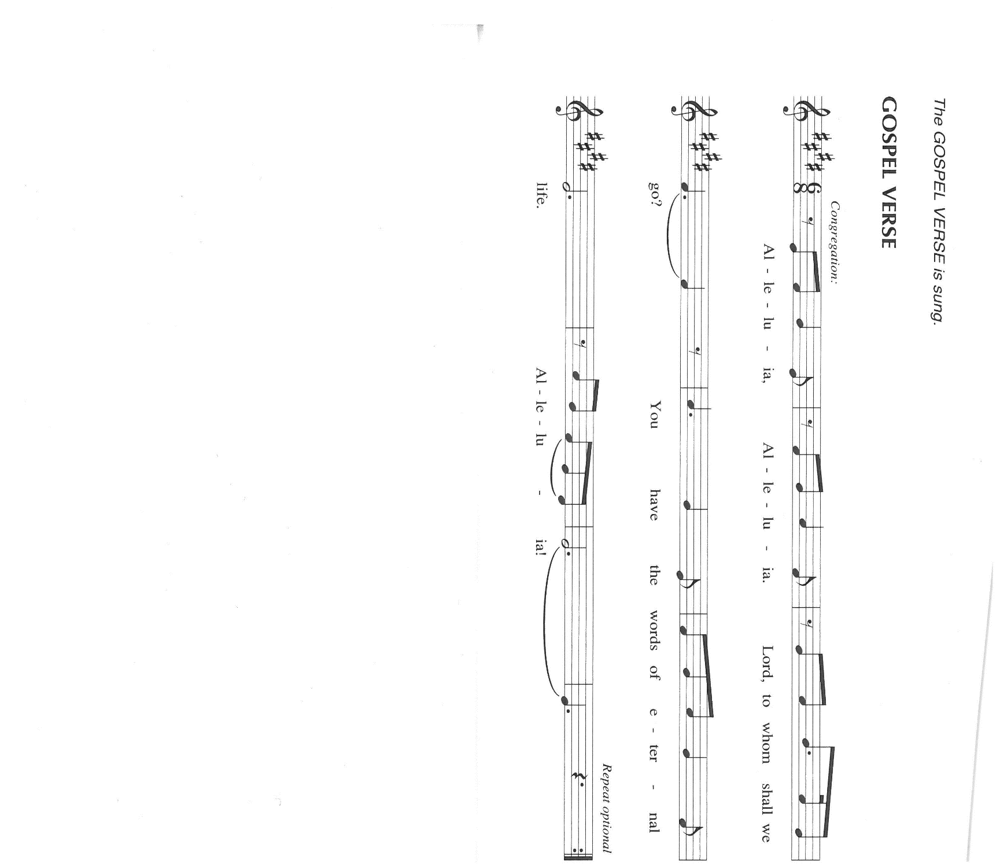 The GOSPEL VERSE is sung.
GOSPEL VERSE
Congregation:
Al - le - lu - ia, Al - le - lu - ia. Lord, to whom shall we
go? You have the words of e - ter - nal
Repeat optional
life. Al - le - lu - ia!